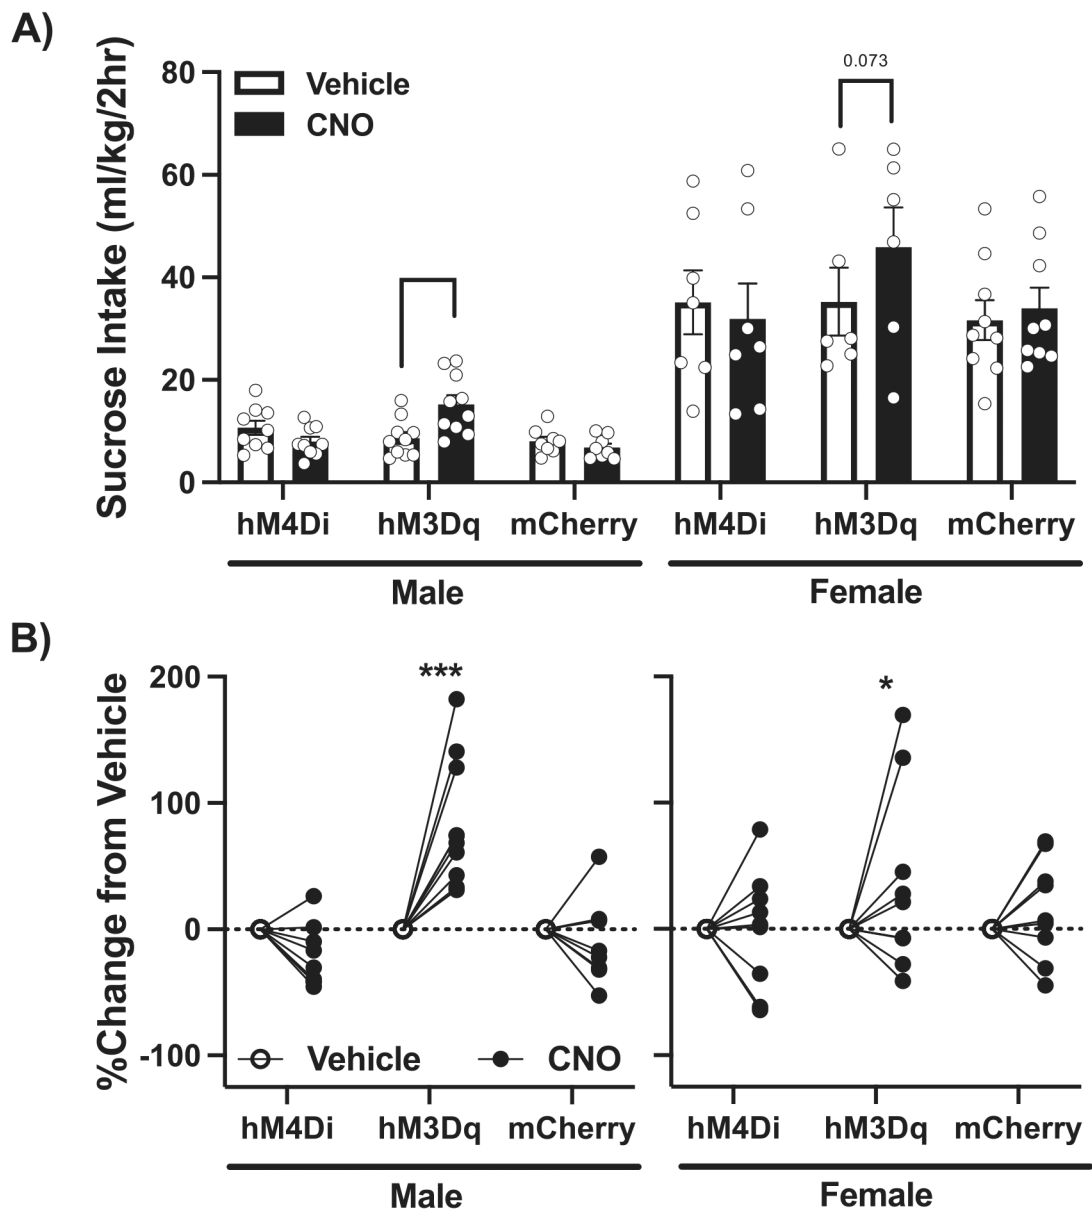 A)
Sucrose Intake (ml/kg/2hr)
80
60
40
20
0
Vehicle
CNO
0.073
hM4Di hM3Dq mCherry hM4Di hM3Dq mCherry
Male Female
B)
%Change from Vehicle
200
100
0
-100
*** *
Vehicle CNO
hM4Di hM3Dq mCherry hM4Di hM3Dq mCherry
Male Female